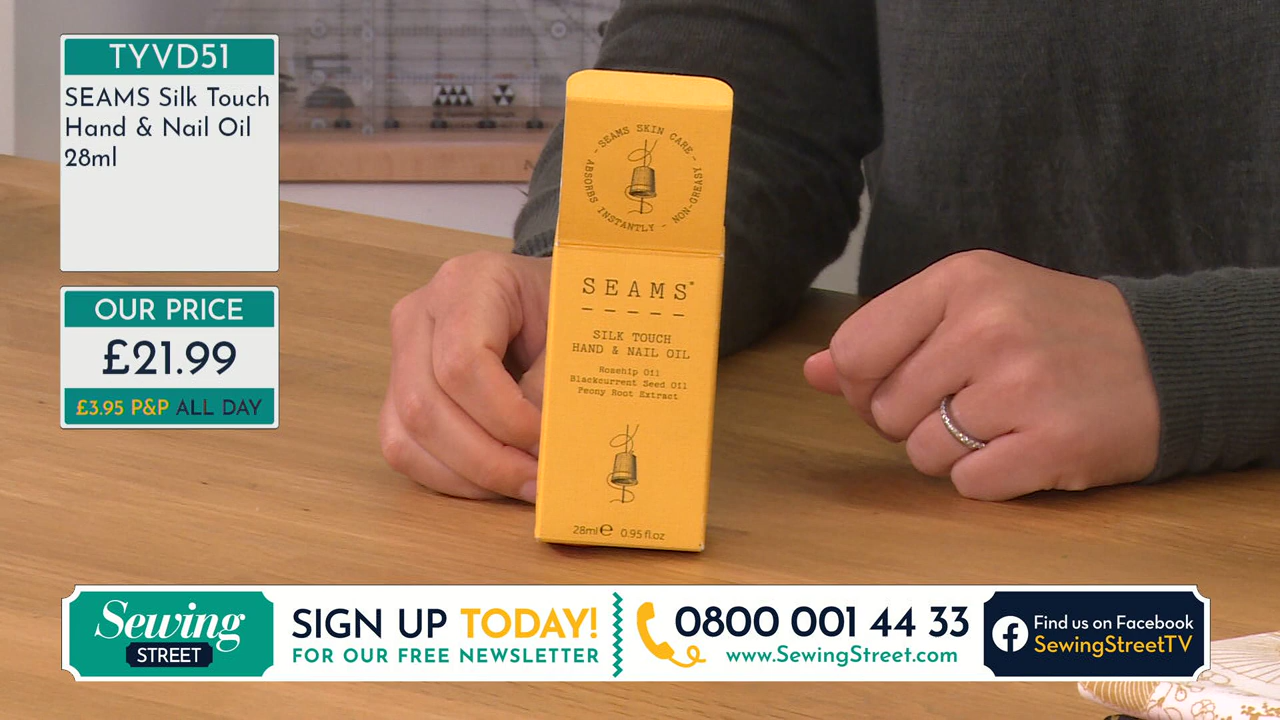 TYVD51
SEAMS Silk Touch
Hand & Nail Oil
28ml
OUR PRICE
£21.99
£3.95 P&P ALL DAY
- SEAMS SKIN CARE -
NON-GREASY
- ABSORBS INSTANTLY -
SEAMS®
SILK TOUCH
HAND & NAIL OIL
Rosehip Oil
Blackcurrent Seed Oil
Peony Root Extract
28ml e 0.95 fl.oz
Sewing
STREET
SIGN UP TODAY!
FOR OUR FREE NEWSLETTER
0800 001 44 33
www.SewingStreet.com
Find us on Facebook
SewingStreetTV